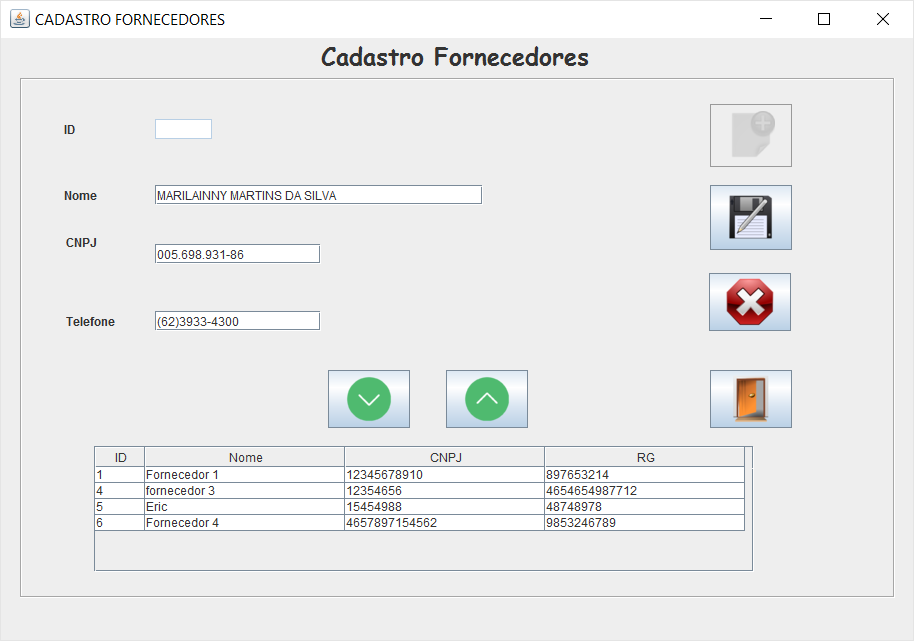 CADASTRO FORNECEDORES
Cadastro Fornecedores
ID
Nome MARILAINNY MARTINS DA SILVA
CNPJ 005.698.931-86
Telefone (62)3933-4300
ID Nome CNPJ RG
1 Fornecedor 1 12345678910 897653214
4 fornecedor 3 12354656 4654654987712
5 Eric 15454988 48748978
6 Fornecedor 4 4657897154562 9853246789